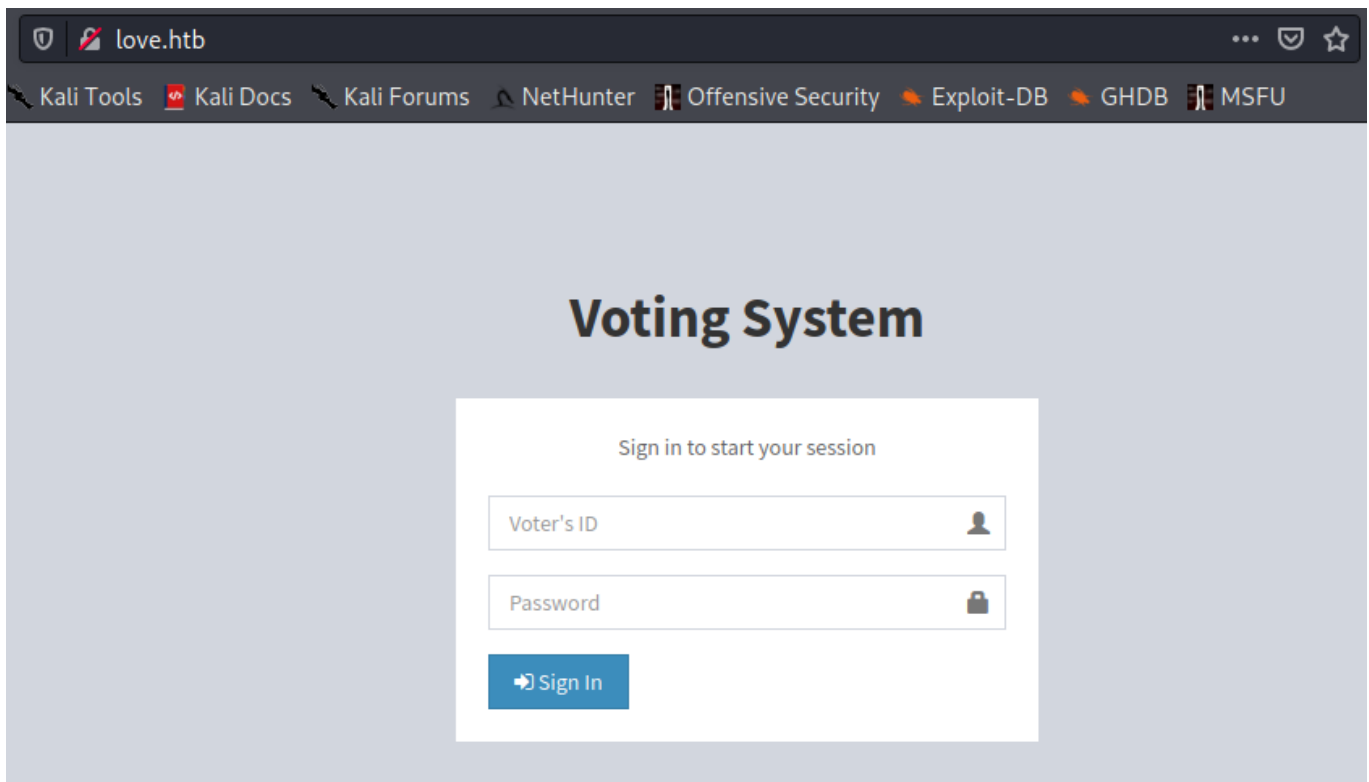 love.htb
Kali Tools Kali Docs Kali Forums NetHunter Offensive Security Exploit-DB GHDB MSFU
Voting System
Sign in to start your session
Voter's ID
Password
Sign In